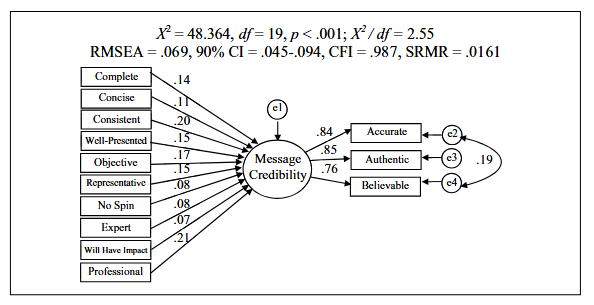 X² = 48.364, df = 19, p < .001; X² / df = 2.55
RMSEA = .069, 90% CI = .045-.094, CFI = .987, SRMR = .0161
Complete
.14
Concise
.11
e1
Consistent
.20
Well-Presented
.15
.84
Accurate
e2
Objective
.17
Message
Credibility
.85
Authentic
e3
.19
Representative
.15
.76
Believable
e4
No Spin
.08
Expert
.08
Will Have Impact
.07
Professional
.21